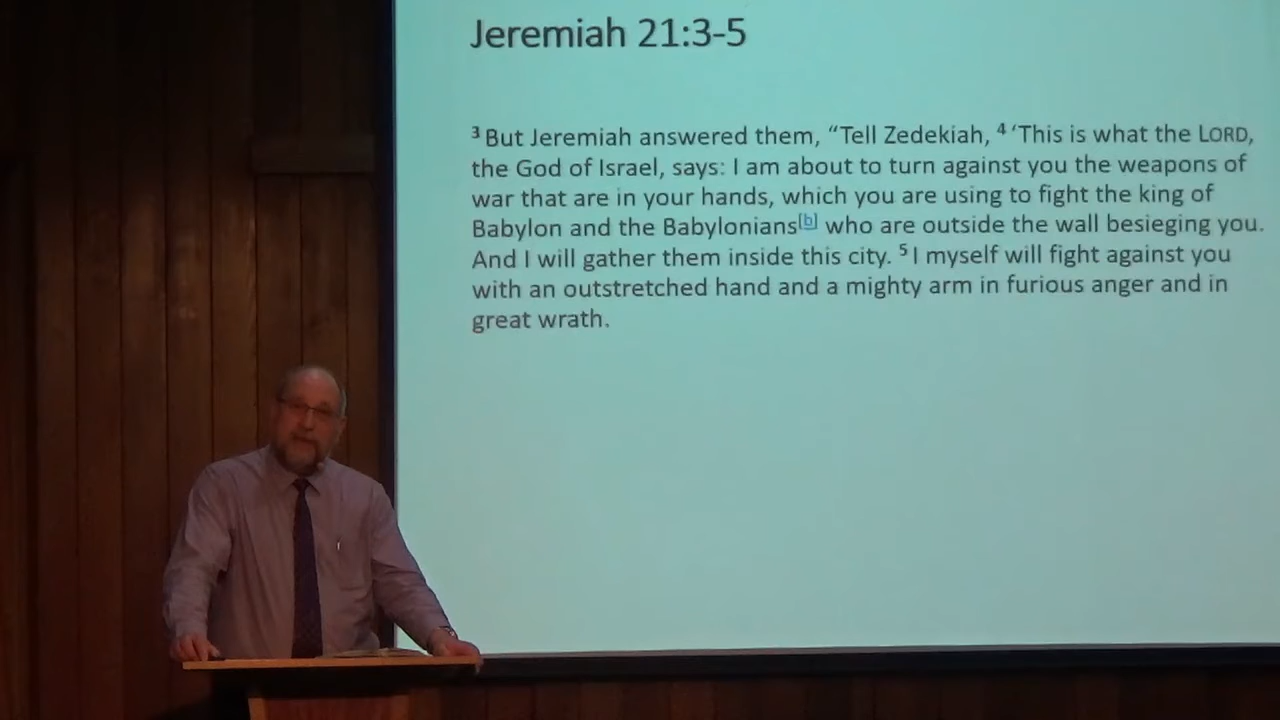 Jeremiah 21:3-5
³ But Jeremiah answered them, “Tell Zedekiah, ⁴ ‘This is what the LORD,
the God of Israel, says: I am about to turn against you the weapons of
war that are in your hands, which you are using to fight the king of
Babylon and the Babylonians[b] who are outside the wall besieging you.
And I will gather them inside this city. ⁵ I myself will fight against you
with an outstretched hand and a mighty arm in furious anger and in
great wrath.